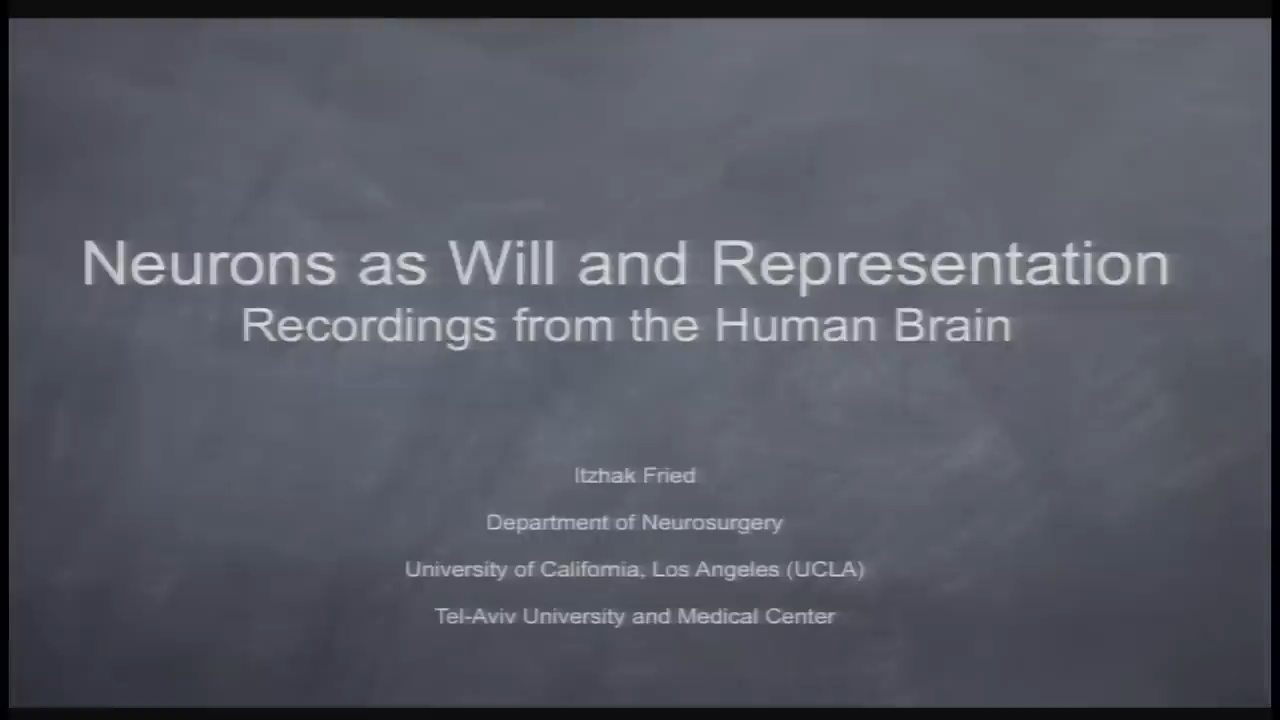 Neurons as Will and Representation
Recordings from the Human Brain
Itzhak Fried
Department of Neurosurgery
University of California, Los Angeles (UCLA)
Tel-Aviv University and Medical Center